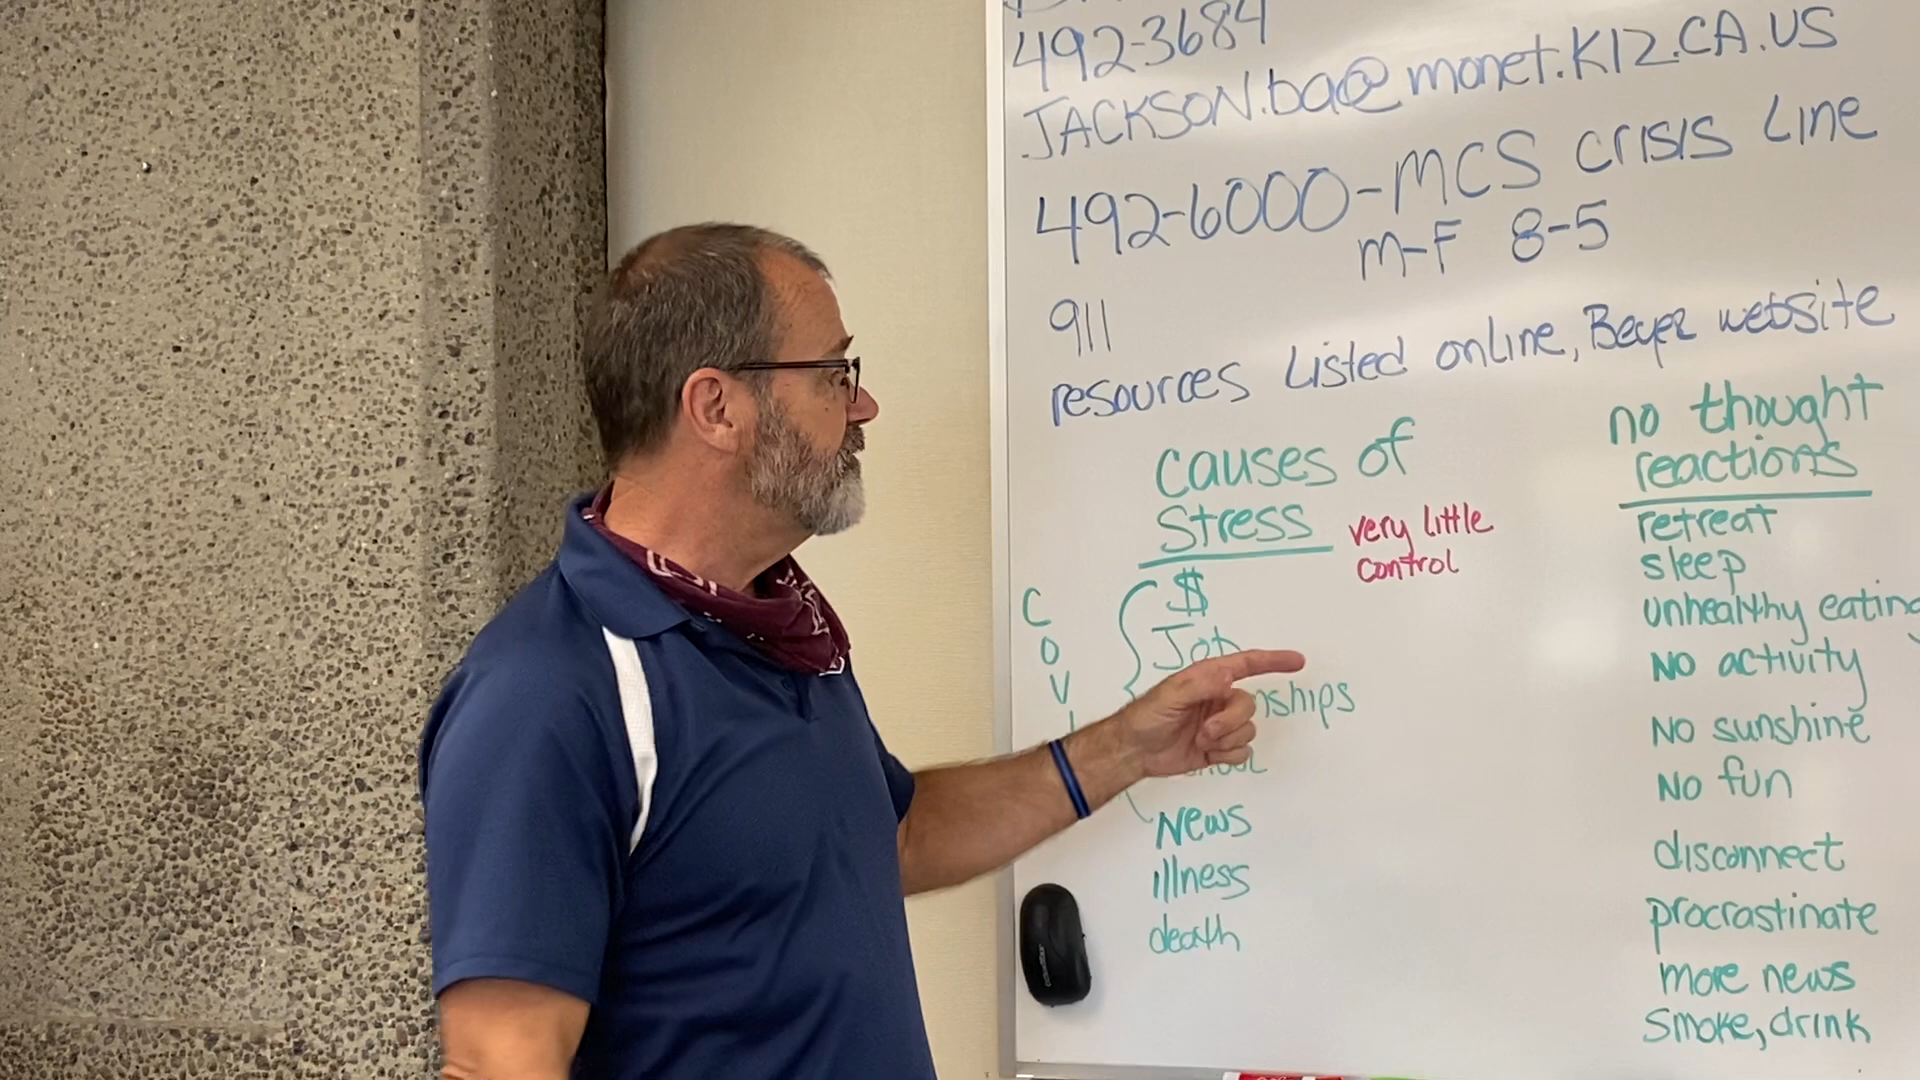 492-3684
JACKSON.ba@monet.K12.CA.US
492-6000-MCS crisis Line
M-F 8-5
911
resources Listed online, Beyer website
causes of
Stress
very little
control
no thought
reactions
C
O
V
I
$
Job
nships
News
illness
death
retreat
sleep
unhealthy eating
NO activity
NO sunshine
NO fun
disconnect
procrastinate
more news
smoke, drink